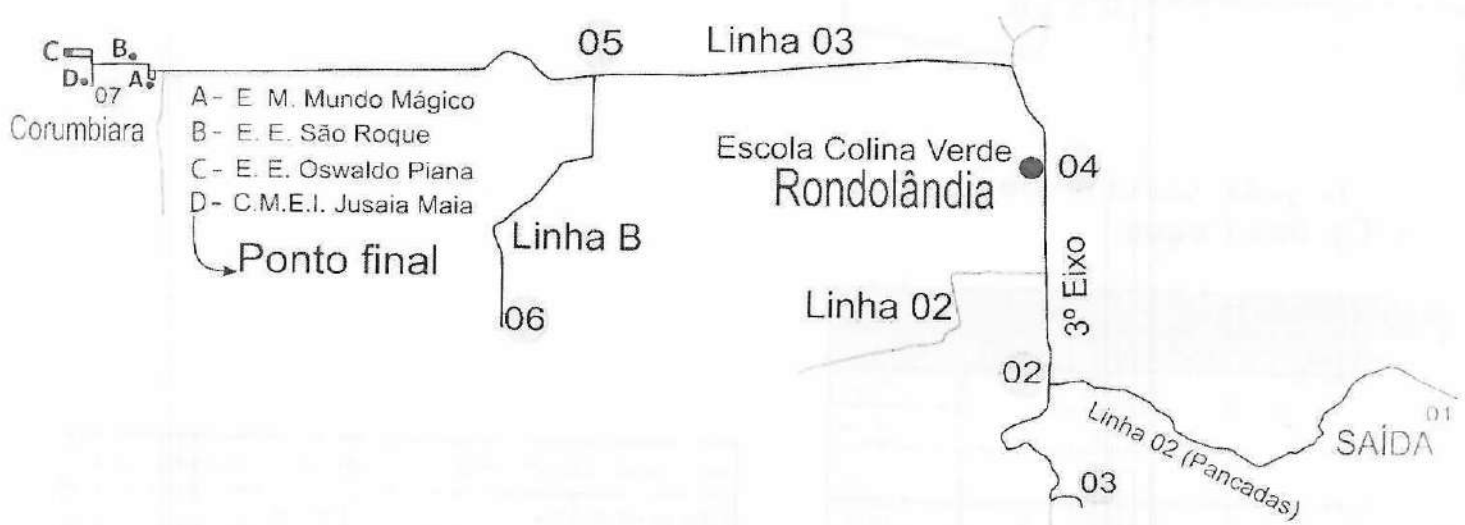 C
B
D
A
07
Corumbiara
A- E M. Mundo Mágico
B- E. E. São Roque
C- E. E. Oswaldo Piana
D- C.M.E.I. Jusaia Maia
Ponto final
05
Linha 03
Linha B
06
Escola Colina Verde
Rondolândia
04
3º Eixo
Linha 02
02
Linha 02 (Pancadas)
03
01
SAÍDA